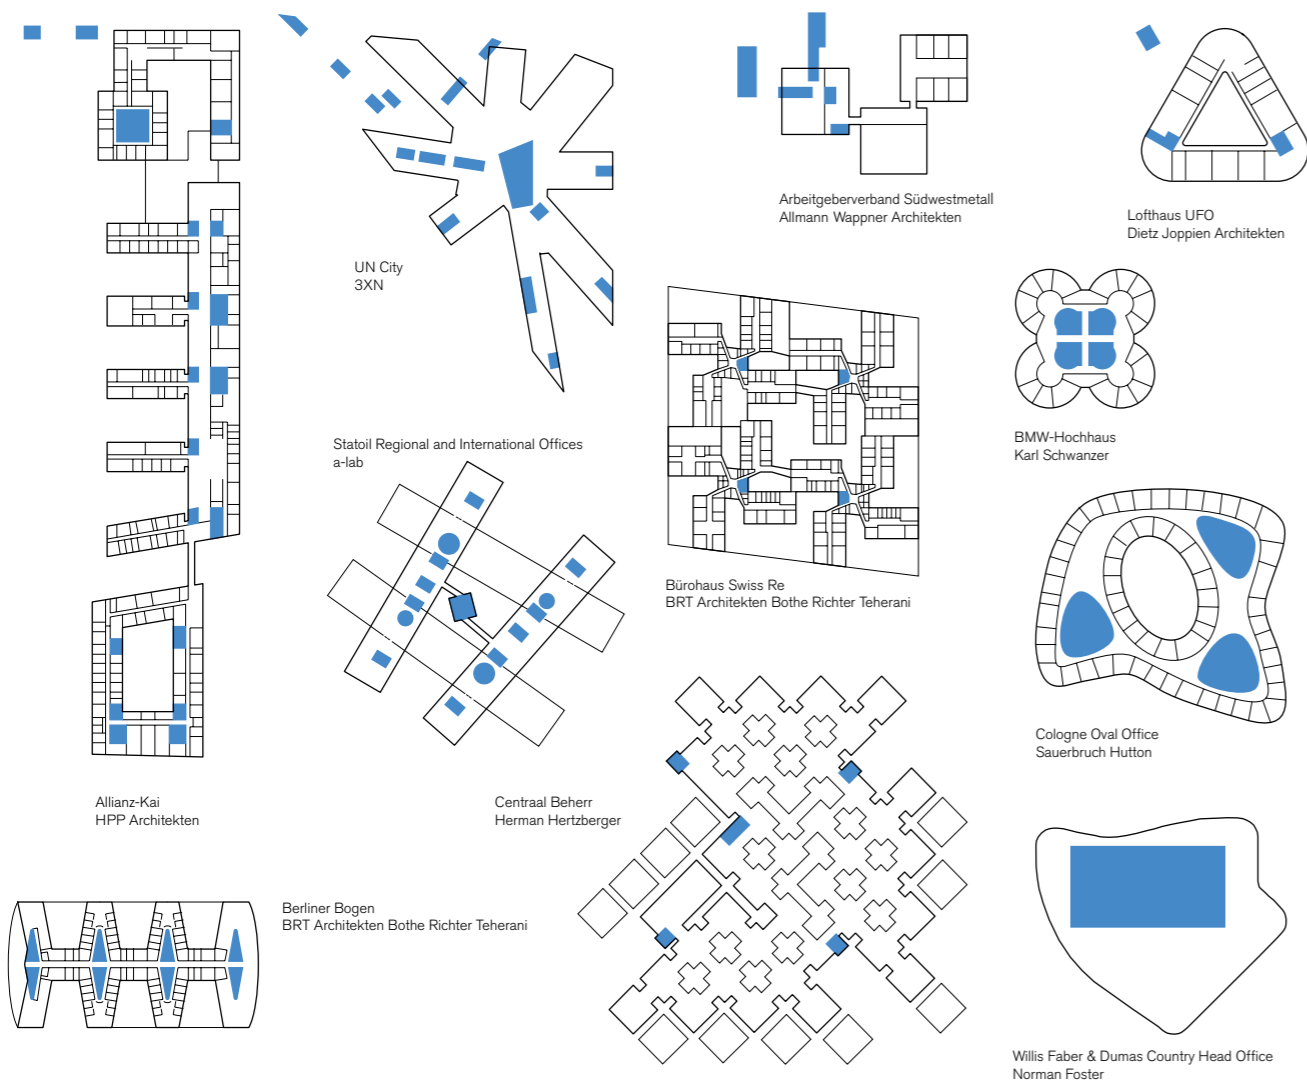 Arbeitgeberverband Südwestmetall
Allmann Wappner Architekten
Lofthaus UFO
Dietz Joppien Architekten
UN City
3XN
BMW-Hochhaus
Karl Schwanzer
Statoil Regional and International Offices
a-lab
Bürohaus Swiss Re
BRT Architekten Bothe Richter Teherani
Cologne Oval Office
Sauerbruch Hutton
Allianz-Kai
HPP Architekten
Centraal Beherr
Herman Hertzberger
Berliner Bogen
BRT Architekten Bothe Richter Teherani
Willis Faber & Dumas Country Head Office
Norman Foster